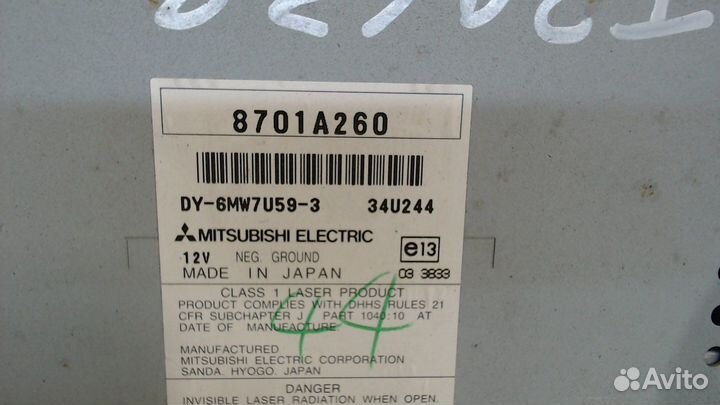 8701A260
DY-6MW7U59-3 34U244
MITSUBISHI ELECTRIC
12V NEG. GROUND e13
MADE IN JAPAN 03 3833
CLASS 1 LASER PRODUCT
PRODUCT COMPLIES WITH DHHS RULES 21
CFR SUBCHAPTER J, PART 1040:10 AT
DATE OF MANUFACTURE
44
MANUFACTURED
MITSUBISHI ELECTRIC CORPORATION
SANDA, HYOGO, JAPAN
DANGER
INVISIBLE LASER RADIATION WHEN OPEN.
Avito